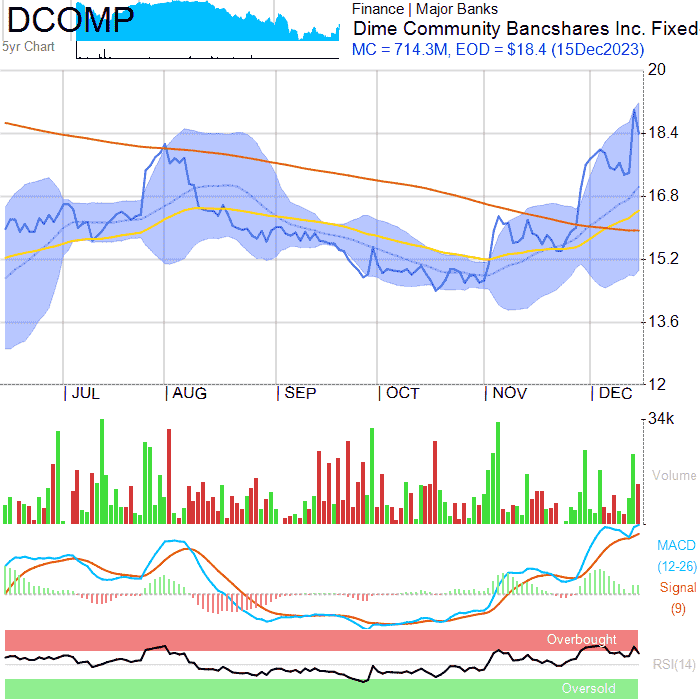 DCOMP
5yr Chart
Finance | Major Banks
Dime Community Bancshares Inc. Fixed
MC = 714.3M, EOD = $18.4 (15Dec2023)
20
18.4
16.8
15.2
13.6
12
JUL AUG SEP OCT NOV DEC
34k
Volume
MACD
(12-26)
Signal
(9)
Overbought
RSI(14)
Oversold